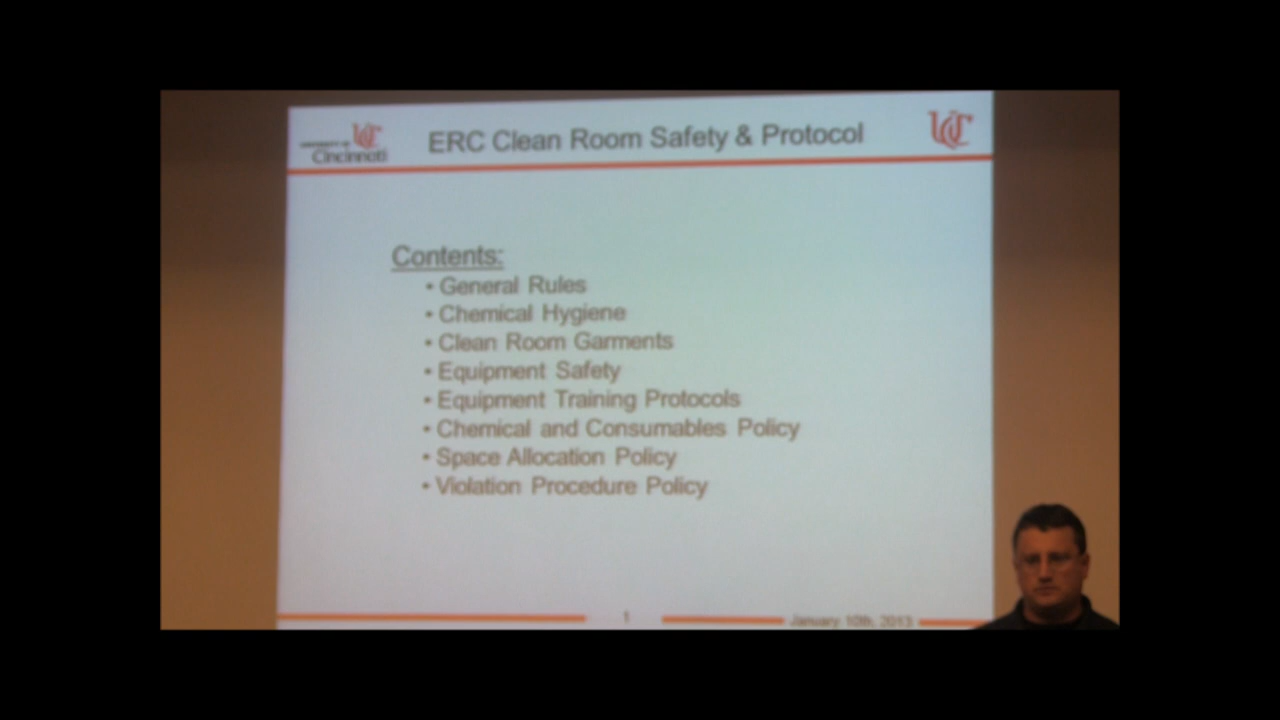 UNIVERSITY OF
Cincinnati
ERC Clean Room Safety & Protocol
UC
Contents:
• General Rules
• Chemical Hygiene
• Clean Room Garments
• Equipment Safety
• Equipment Training Protocols
• Chemical and Consumables Policy
• Space Allocation Policy
• Violation Procedure Policy
1
January 10th, 2013